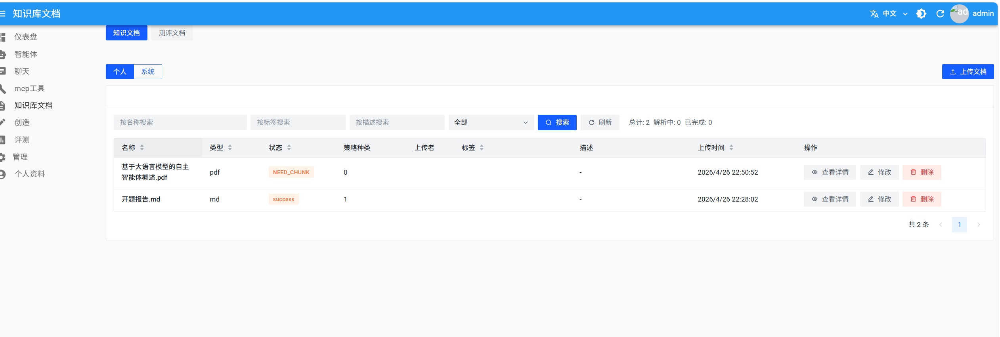 知识库文档
中文
ad
admin
仪表盘
智能体
聊天
mcp工具
知识库文档
创造
评测
管理
个人资料
知识文档 测评文档
个人 系统
上传文档
按名称搜索 按标签搜索 按描述搜索 全部 搜索 刷新 总计: 2 解析中: 0 已完成: 0
名称 类型 状态 策略种类 上传者 标签 描述 上传时间 操作
基于大语言模型的自主
智能体概述.pdf
pdf NEED_CHUNK 0 - 2026/4/26 22:50:52 查看详情 修改 删除
开题报告.md md success 1 - 2026/4/26 22:28:02 查看详情 修改 删除
共 2 条 1